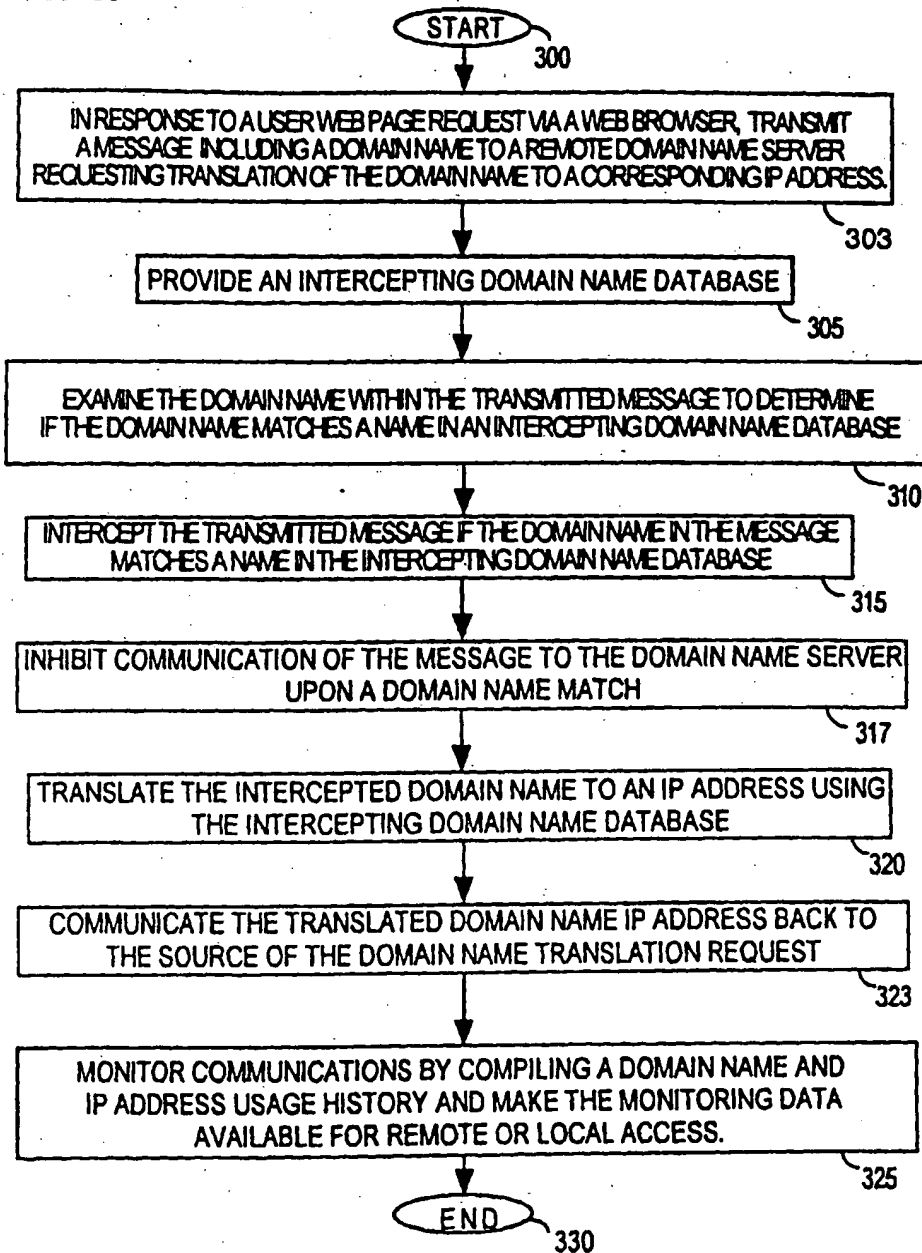 START
300
IN RESPONSE TO A USER WEB PAGE REQUEST VIA A WEB BROWSER, TRANSMIT
A MESSAGE INCLUDING A DOMAIN NAME TO A REMOTE DOMAIN NAME SERVER
REQUESTING TRANSLATION OF THE DOMAIN NAME TO A CORRESPONDING IP ADDRESS.
303
PROVIDE AN INTERCEPTING DOMAIN NAME DATABASE
305
EXAMINE THE DOMAIN NAME WITHIN THE TRANSMITTED MESSAGE TO DETERMINE
IF THE DOMAIN NAME MATCHES A NAME IN AN INTERCEPTING DOMAIN NAME DATABASE
310
INTERCEPT THE TRANSMITTED MESSAGE IF THE DOMAIN NAME IN THE MESSAGE
MATCHES A NAME IN THE INTERCEPTING DOMAIN NAME DATABASE
315
INHIBIT COMMUNICATION OF THE MESSAGE TO THE DOMAIN NAME SERVER
UPON A DOMAIN NAME MATCH
317
TRANSLATE THE INTERCEPTED DOMAIN NAME TO AN IP ADDRESS USING
THE INTERCEPTING DOMAIN NAME DATABASE
320
COMMUNICATE THE TRANSLATED DOMAIN NAME IP ADDRESS BACK TO
THE SOURCE OF THE DOMAIN NAME TRANSLATION REQUEST
323
MONITOR COMMUNICATIONS BY COMPILING A DOMAIN NAME AND
IP ADDRESS USAGE HISTORY AND MAKE THE MONITORING DATA
AVAILABLE FOR REMOTE OR LOCAL ACCESS.
325
END
330